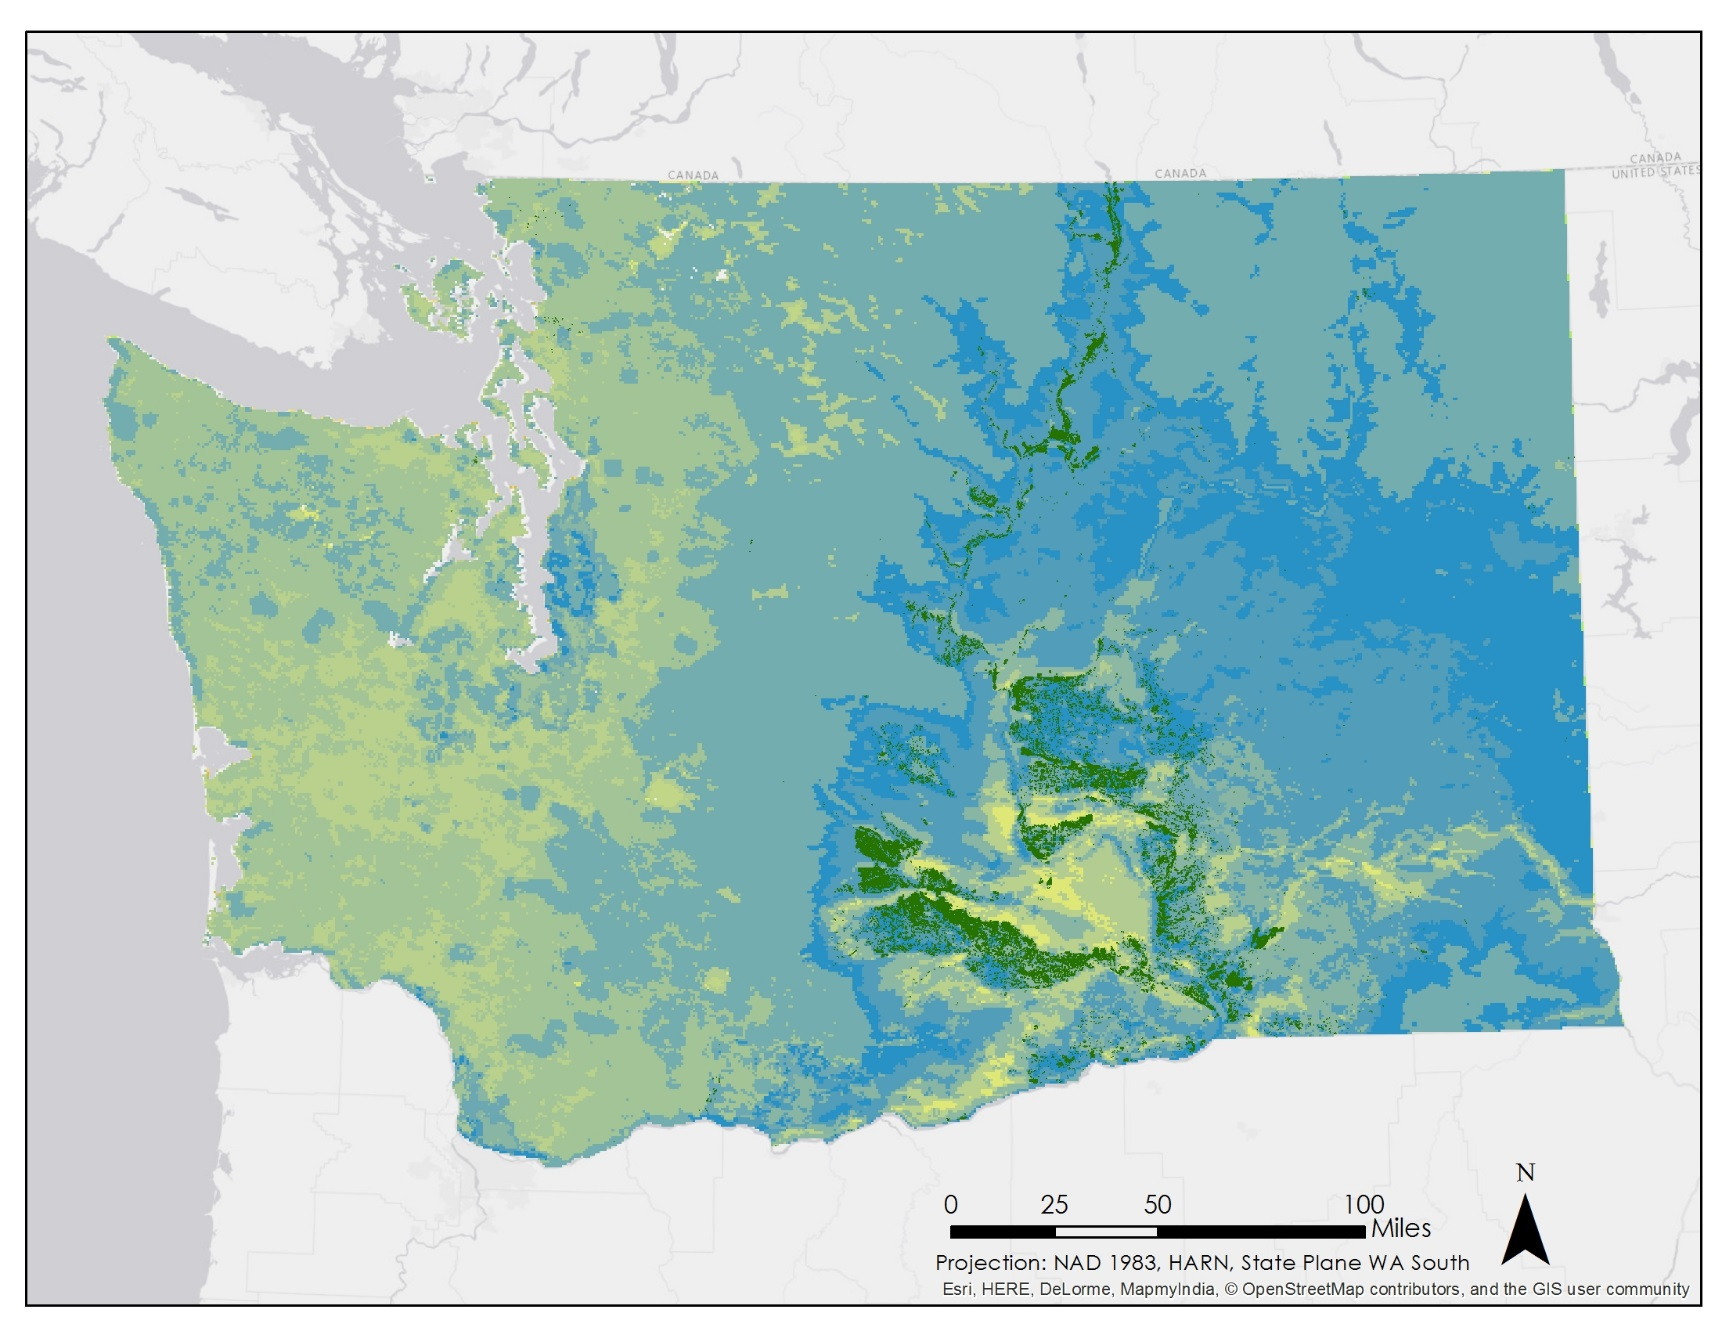 CANADA
CANADA
CANADA
UNITED STATES
N
0 25 50 100
Miles
Projection: NAD 1983, HARN, State Plane WA South
Esri, HERE, DeLorme, MapmyIndia, © OpenStreetMap contributors, and the GIS user community